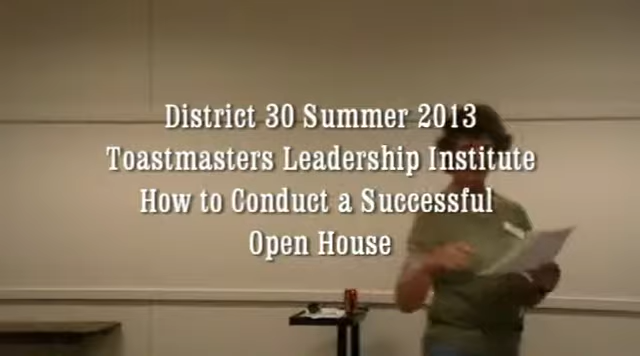 District 30 Summer 2013
Toastmasters Leadership Institute
How to Conduct a Successful
Open House